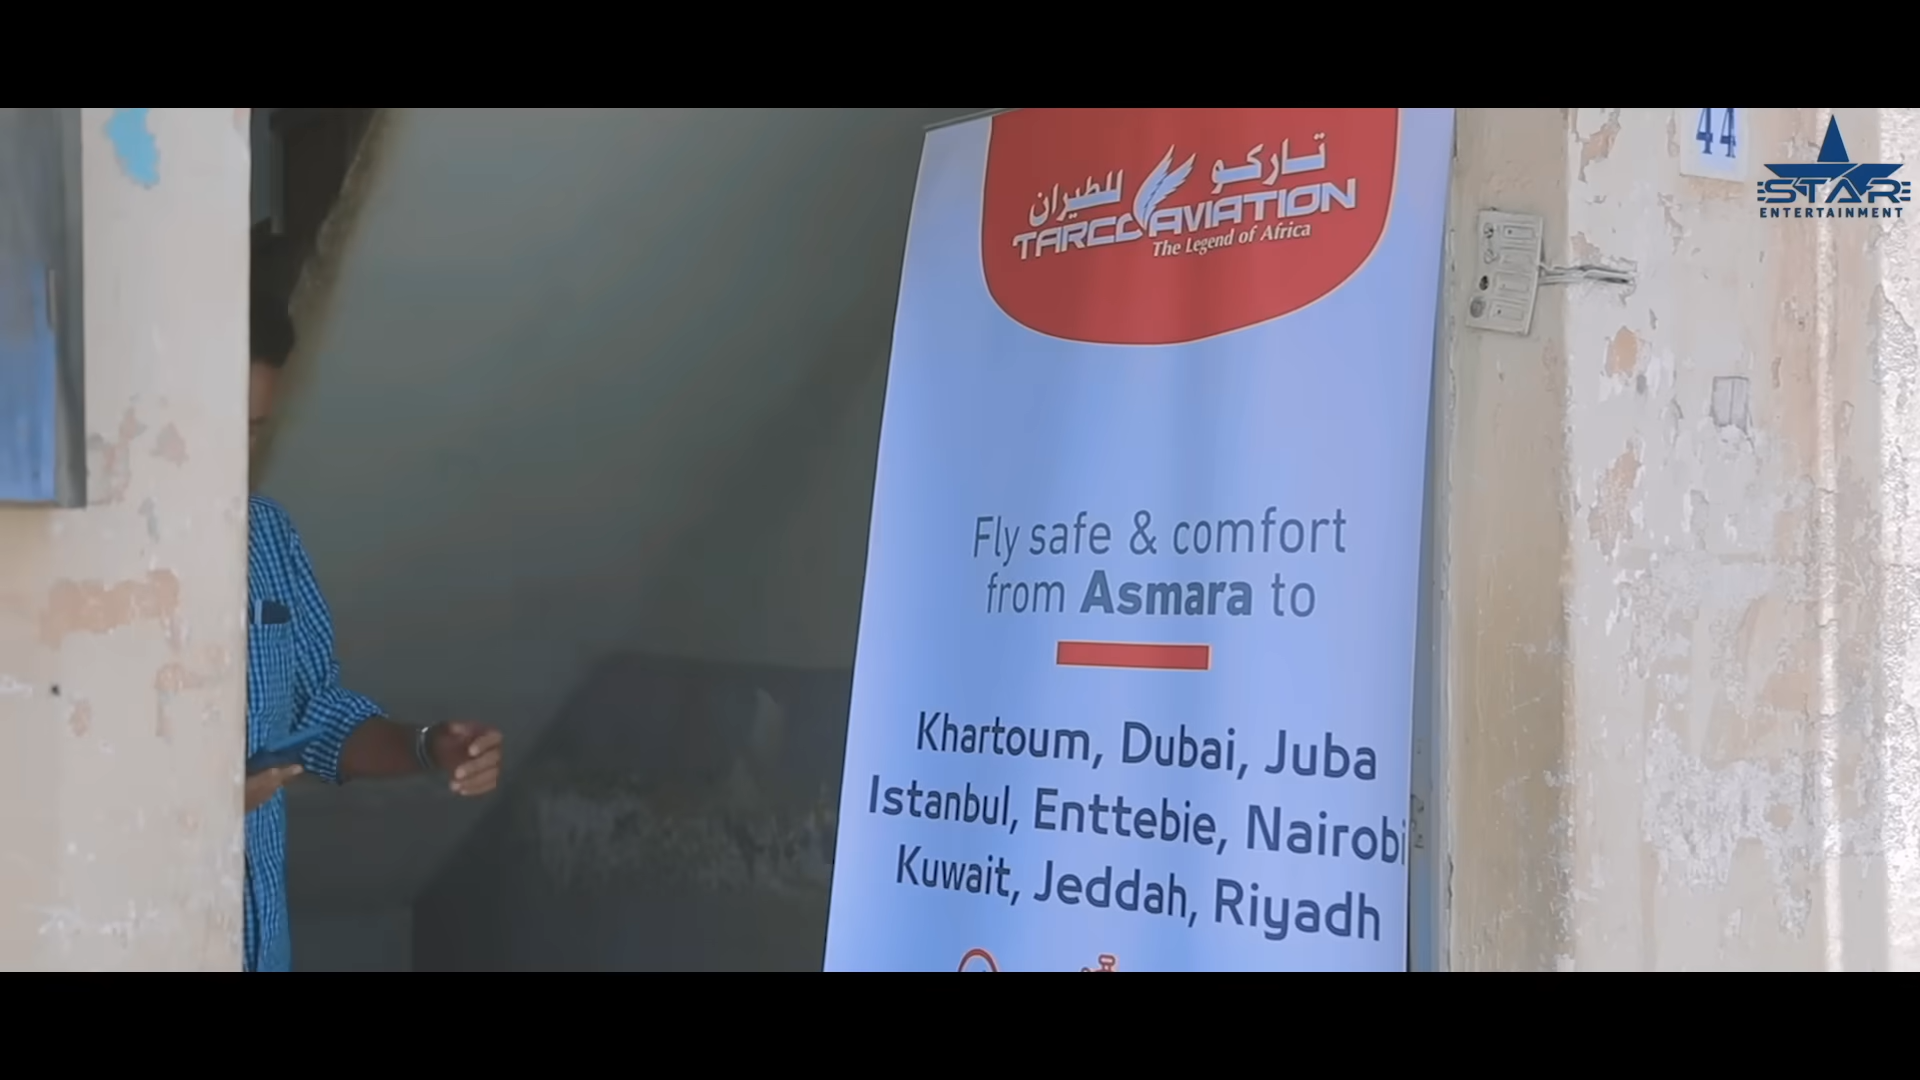 تاركو للطيران
TARCO AVIATION
The Legend of Africa
44
STAR
ENTERTAINMENT
Fly safe & comfort
from Asmara to
Khartoum, Dubai, Juba
Istanbul, Enttebie, Nairobi
Kuwait, Jeddah, Riyadh